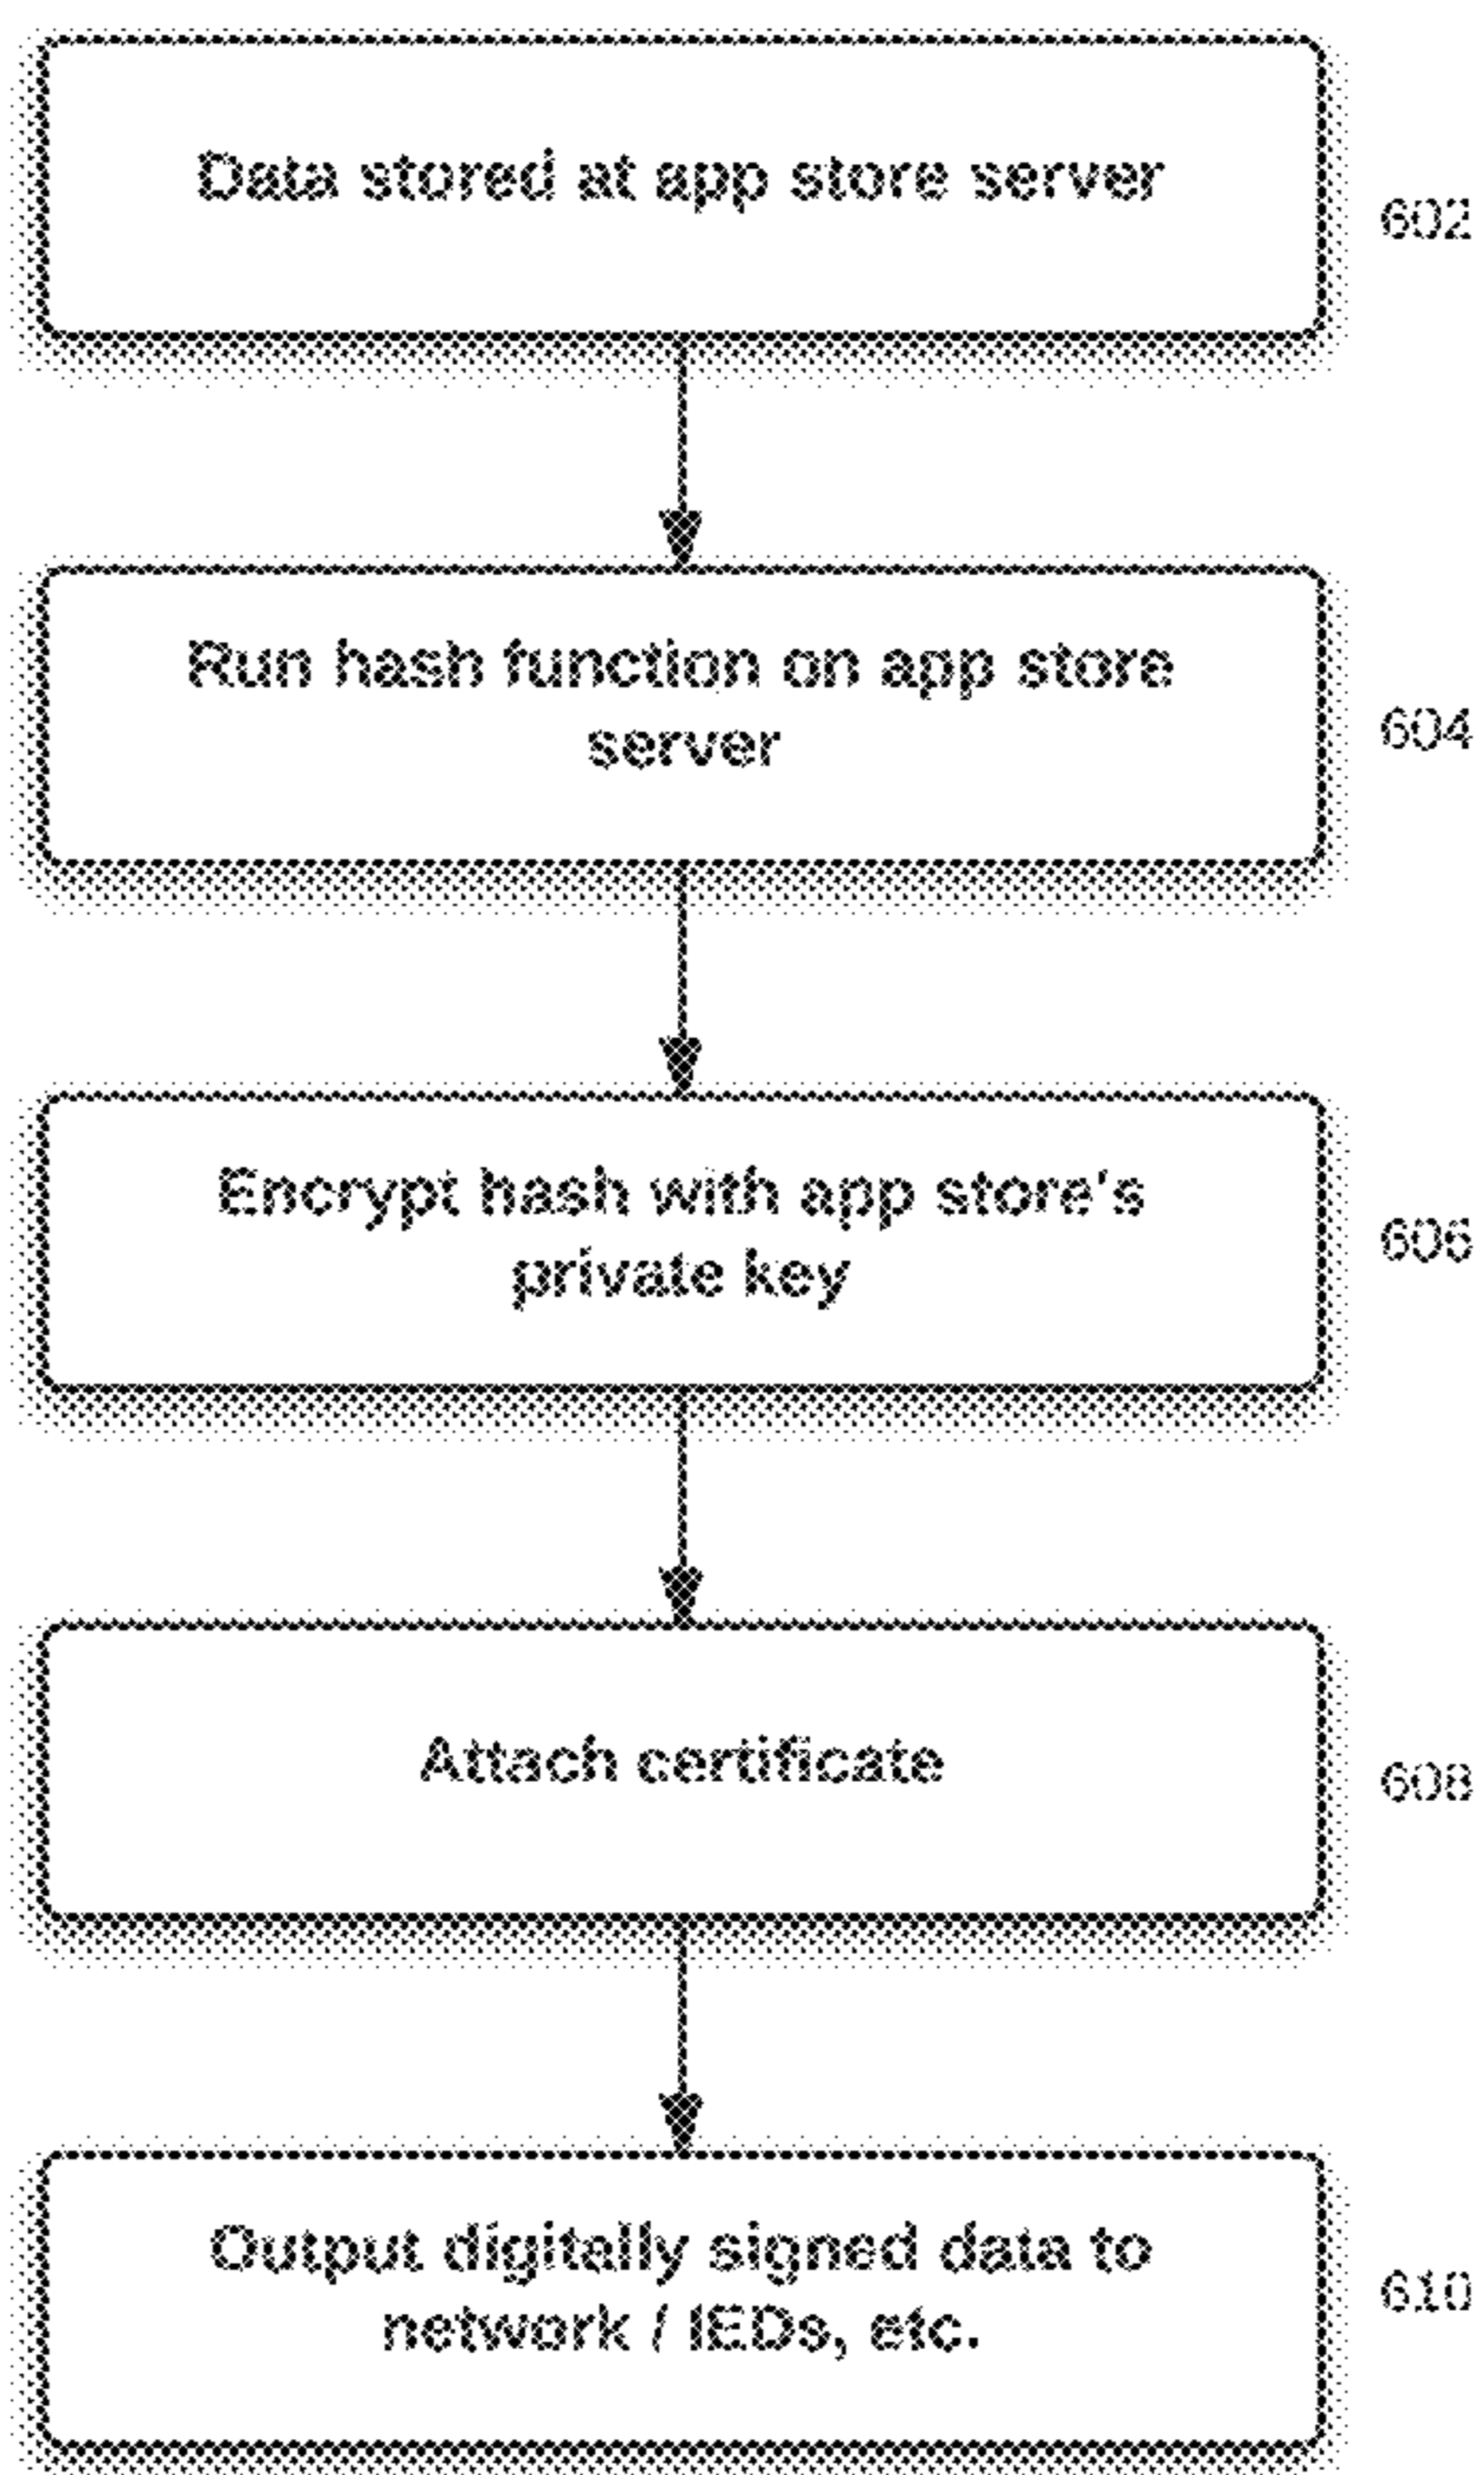 Data stored at app store server
602
Run hash function on app store
server
604
Encrypt hash with app store's
private key
606
Attach certificate
608
Output digitally signed data to
network / IEDs, etc.
610